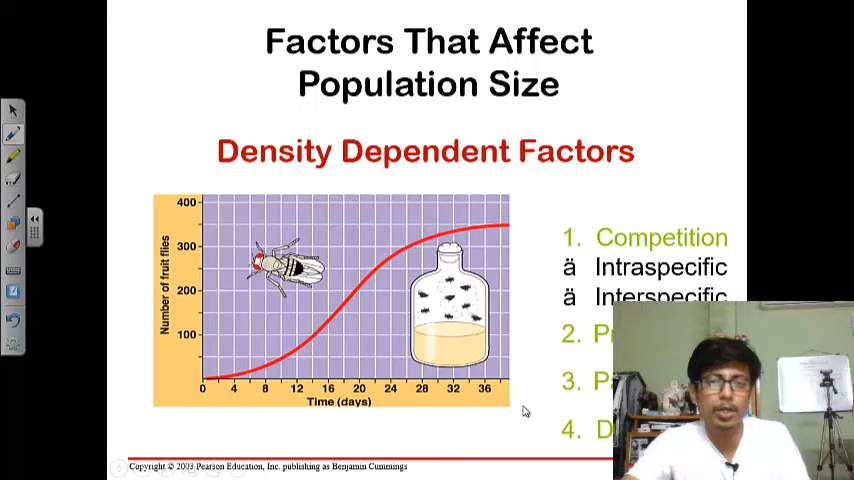 Factors That Affect
Population Size
Density Dependent Factors
400
300
200
100
Number of fruit flies
0 4 8 12 16 20 24 28 32 36
Time (days)
1. Competition
ä Intraspecific
ä Interspecific
2. P
3. Pa
4. D
Copyright © 2003 Pearson Education, Inc. publishing as Benjamin Cummings